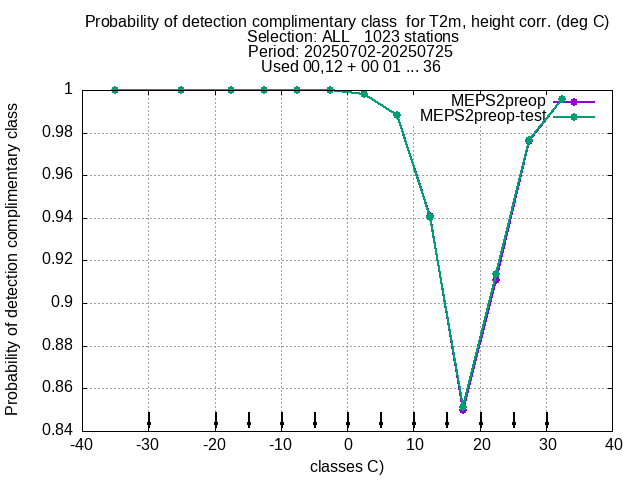 Probability of detection complimentary class  for T2m, height corr. (deg C)
Selection: ALL   1023 stations
Period: 20250702-20250725
Used 00,12 + 00 01 ... 36
MEPS2preop
MEPS2preop-test
Probability of detection complimentary class
1
0.98
0.96
0.94
0.92
0.9
0.88
0.86
0.84
-40 -30 -20 -10 0 10 20 30 40
classes C)